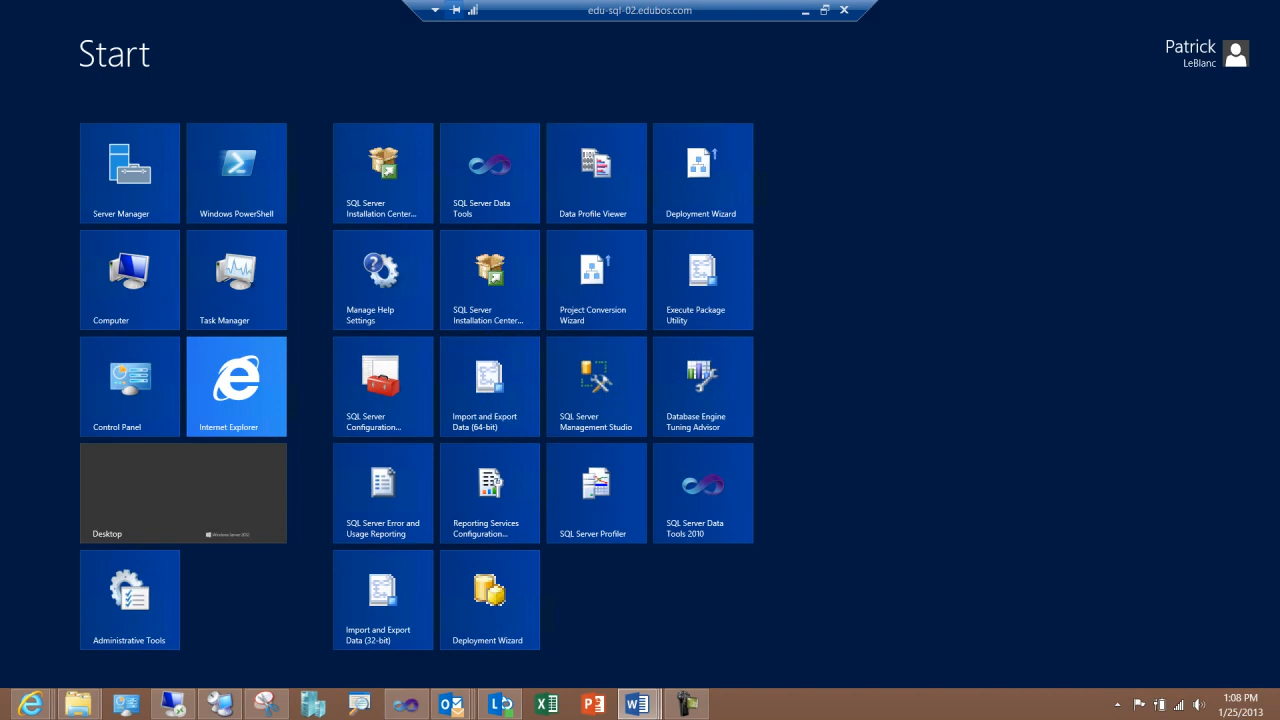 edu-sql-02.edubos.com
Start
Patrick
LeBlanc
Server Manager
Windows PowerShell
SQL Server
Installation Center...
SQL Server Data
Tools
Data Profile Viewer
Deployment Wizard
Computer
Task Manager
Manage Help
Settings
SQL Server
Installation Center...
Project Conversion
Wizard
Execute Package
Utility
Control Panel
Internet Explorer
SQL Server
Configuration...
Import and Export
Data (64-bit)
SQL Server
Management Studio
Database Engine
Tuning Advisor
Desktop
Windows Server 2012
SQL Server Error and
Usage Reporting
Reporting Services
Configuration...
SQL Server Profiler
SQL Server Data
Tools 2010
Administrative Tools
Import and Export
Data (32-bit)
Deployment Wizard
1:08 PM
1/25/2013